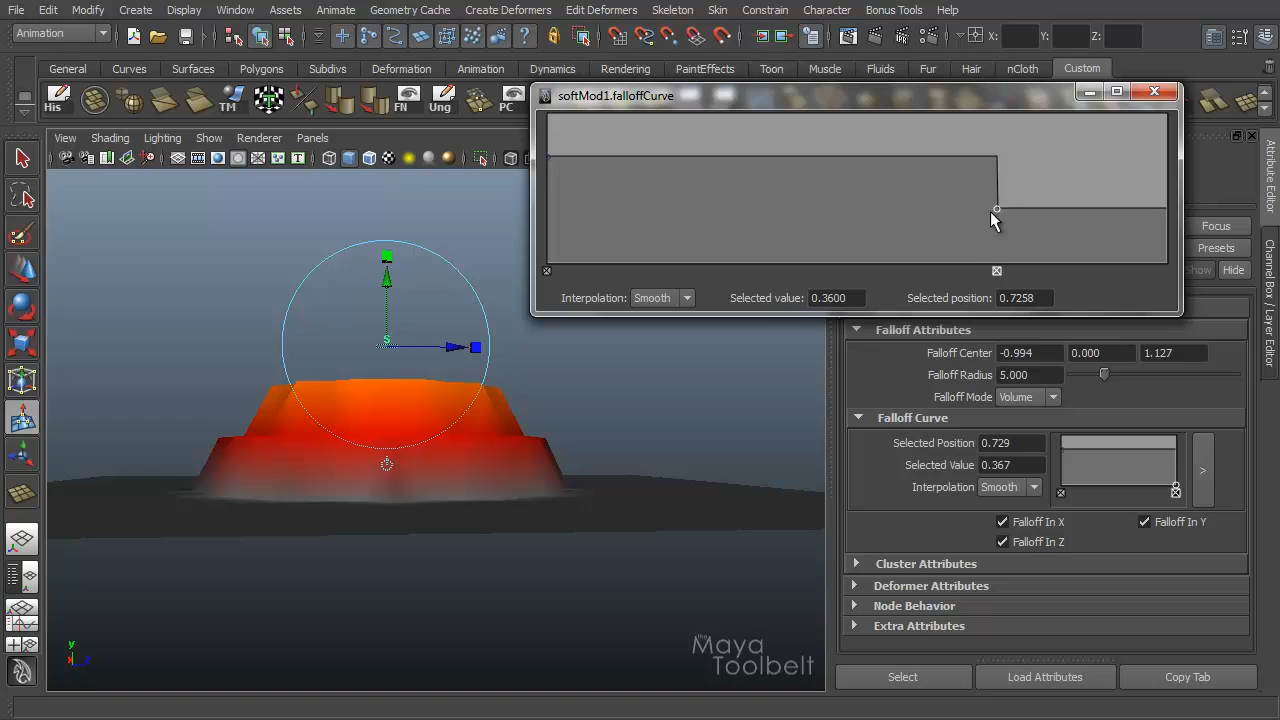 File Edit Modify Create Display Window Assets Animate Geometry Cache Create Deformers Edit Deformers Skeleton Skin Constrain Character Bonus Tools Help
Animation X: Y: Z:
General Curves Surfaces Polygons Subdivs Deformation Animation Dynamics Rendering PaintEffects Toon Muscle Fluids Fur Hair nCloth Custom
His TM FN Ung PC
softMod1.falloffCurve
View Shading Lighting Show Renderer Panels
Interpolation: Smooth Selected value: 0.3600 Selected position: 0.7258
Focus
Presets
Show Hide
Falloff Attributes
Falloff Center -0.994 0.000 1.127
Falloff Radius 5.000
Falloff Mode Volume
Falloff Curve
Selected Position 0.729
Selected Value 0.367
Interpolation Smooth
>
Falloff In X Falloff In Y
Falloff In Z
Cluster Attributes
Deformer Attributes
Node Behavior
Extra Attributes
Select Load Attributes Copy Tab
Attribute Editor
Channel Box / Layer Editor
S
y
x z
the
Maya
Toolbelt